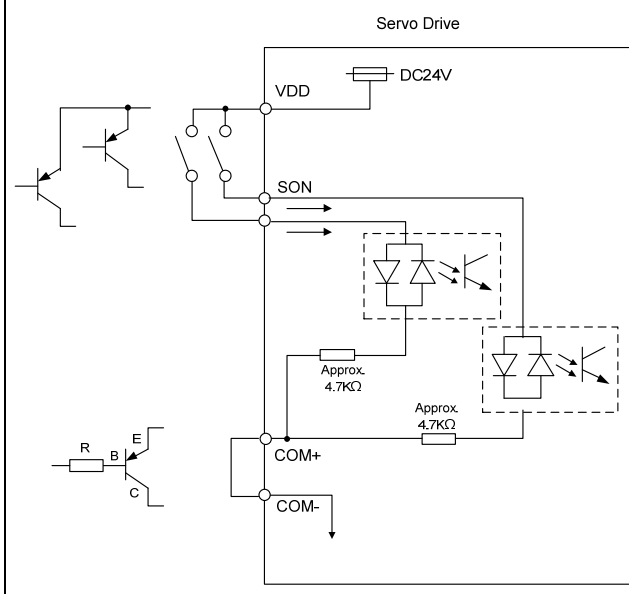 Servo Drive
DC24V
VDD
SON
Approx.
4.7KΩ
Approx.
4.7KΩ
R
B
E
C
COM+
COM-